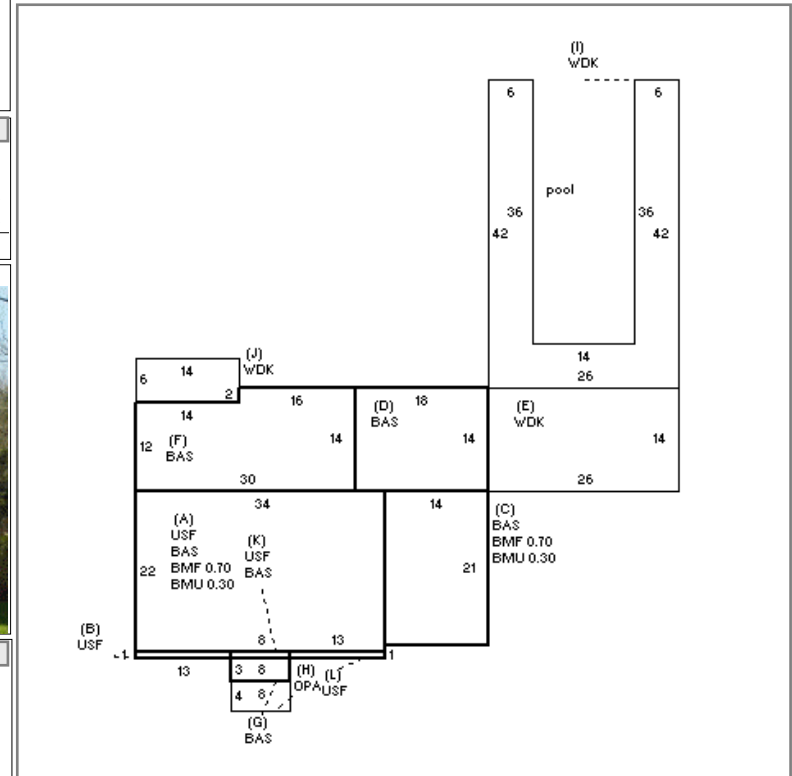 (I)
WDK
6
6
pool
36
36
42
42
14
26
(J)
WDK
14
6
2
16
(D)
BAS
18
(E)
WDK
14
12
(F)
BAS
14
14
14
30
26
34
14
(C)
BAS
BMF 0.70
BMU 0.30
(A)
USF
BAS
BMF 0.70
BMU 0.30
(K)
USF
BAS
22
21
(B)
USF
1
8
13
1
13
3
8
(H)
OPA
(L)
USF
4
8
(G)
BAS